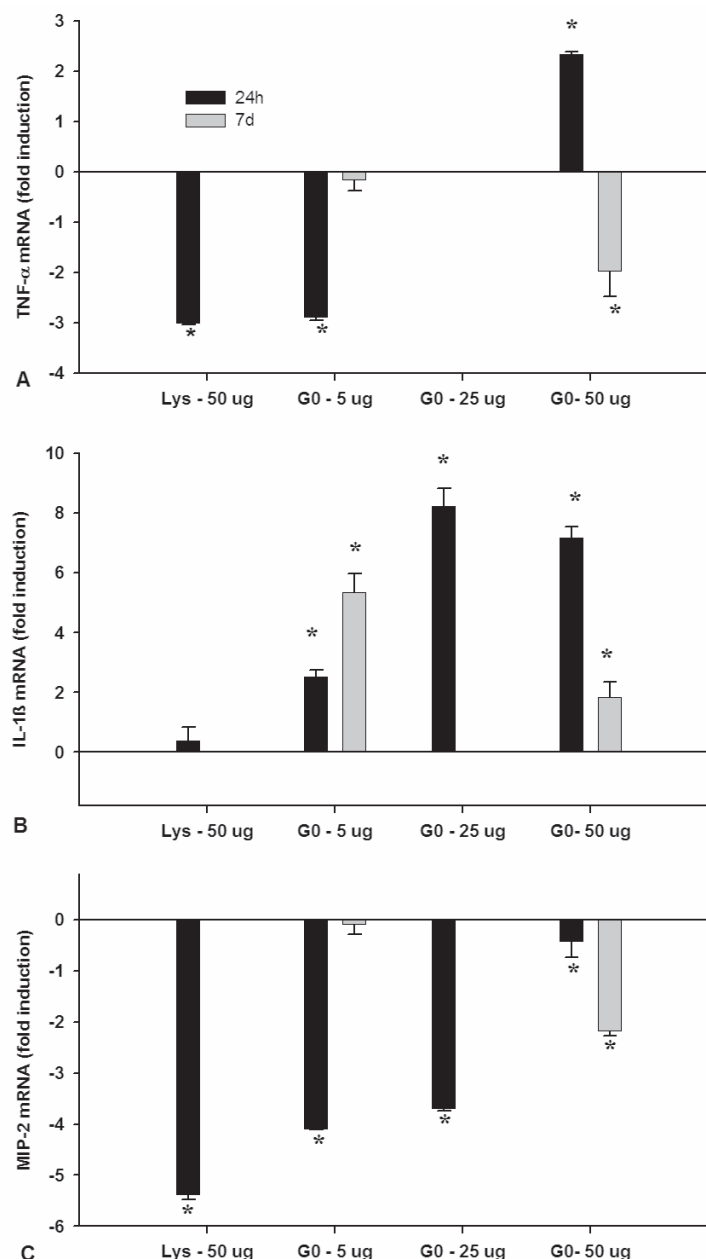 TNF-α mRNA (fold induction)
3
2
1
0
-1
-2
-3
-4
24h
7d
*
*
*
*
A
Lys - 50 ug
G0 - 5 ug
G0 - 25 ug
G0- 50 ug
IL-1ß mRNA (fold induction)
10
8
6
4
2
0
*
*
*
*
*
B
Lys - 50 ug
G0 - 5 ug
G0 - 25 ug
G0- 50 ug
MIP-2 mRNA (fold induction)
0
-1
-2
-3
-4
-5
-6
*
*
*
*
*
C
Lys - 50 ug
G0 - 5 ug
G0 - 25 ug
G0- 50 ug